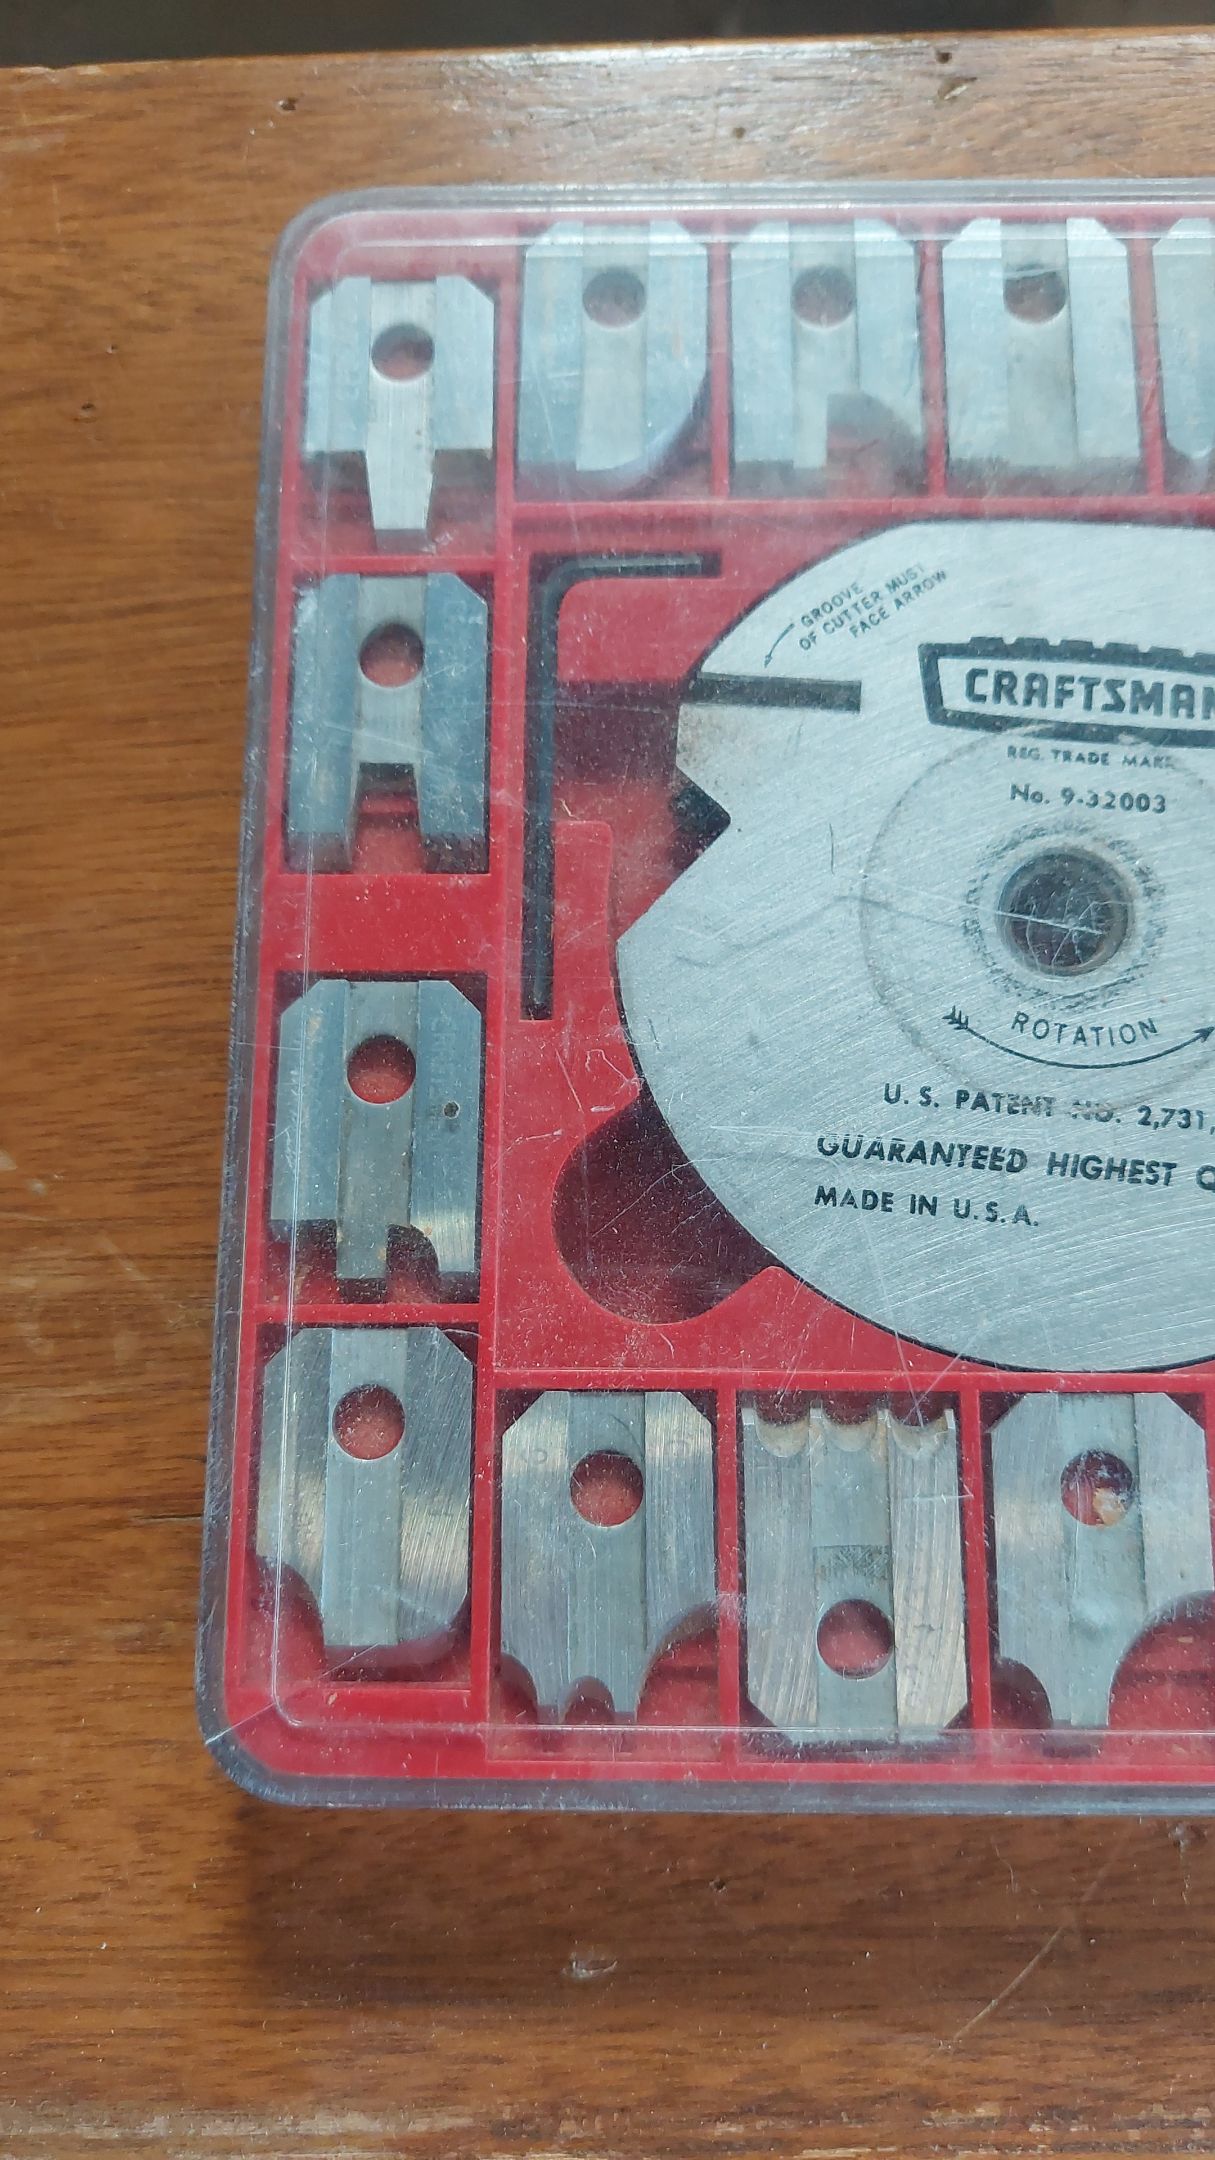 GROOVE
OF CUTTER MUST
FACE ARROW
CRAFTSMAN
REG. TRADE MARK
No. 9-32003
ROTATION
U. S. PATENT NO. 2,731,
GUARANTEED HIGHEST Q
MADE IN U.S.A.